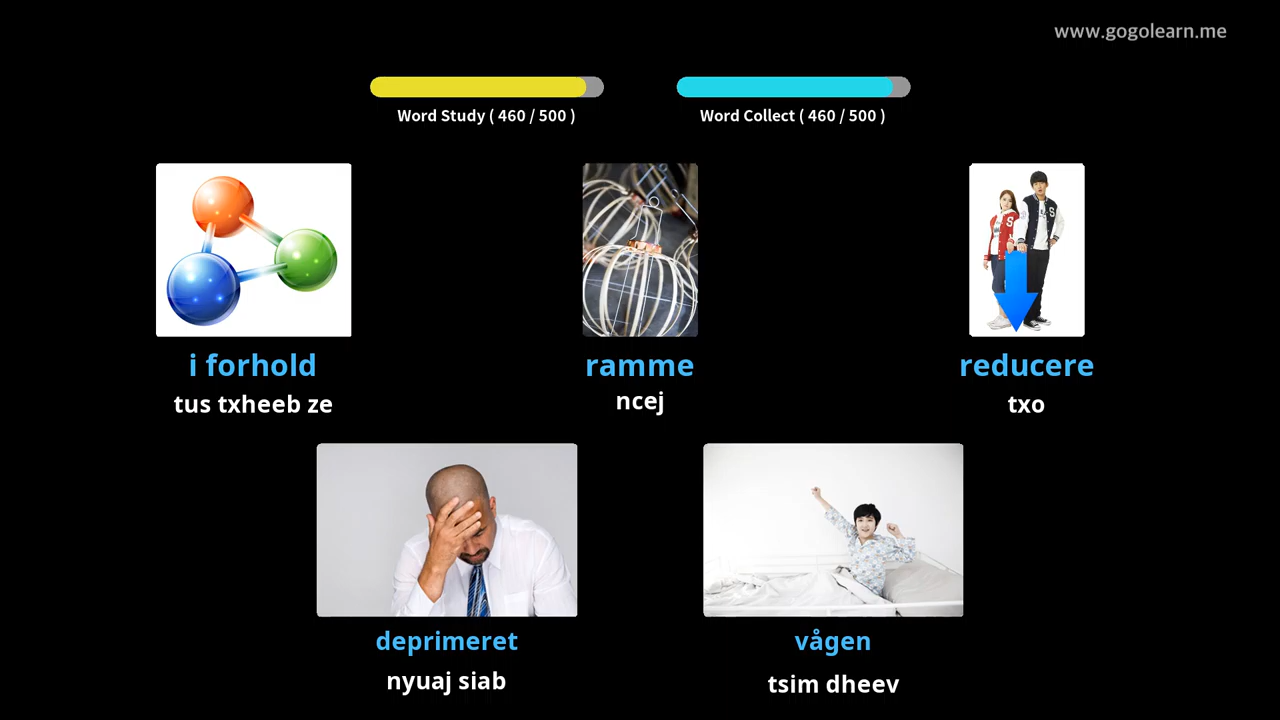 www.gogolearn.me
Word Study ( 460 / 500 )
Word Collect ( 460 / 500 )
i forhold
tus txheeb ze
ramme
ncej
reducere
txo
deprimeret
nyuaj siab
vågen
tsim dheev